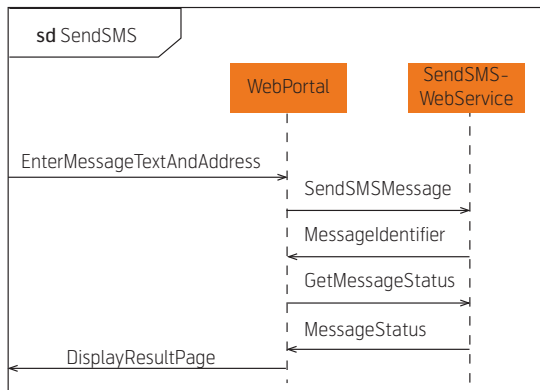 sd SendSMS
WebPortal
SendSMS-
WebService
EnterMessageTextAndAddress
SendSMSMessage
MessageIdentifier
GetMessageStatus
MessageStatus
DisplayResultPage